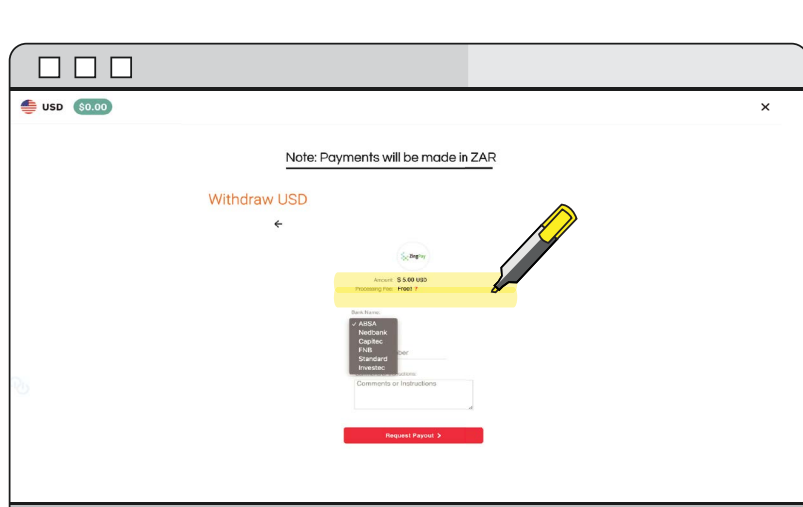 USD $0.00
Note: Payments will be made in ZAR
Withdraw USD
Amount $ 5.00 USD
Processing Fee Free! ?
Bank Name:
✓ ABSA
Nedbank
Capitec
FNB
Standard
Investec
Comments or Instructions
Request Payout >